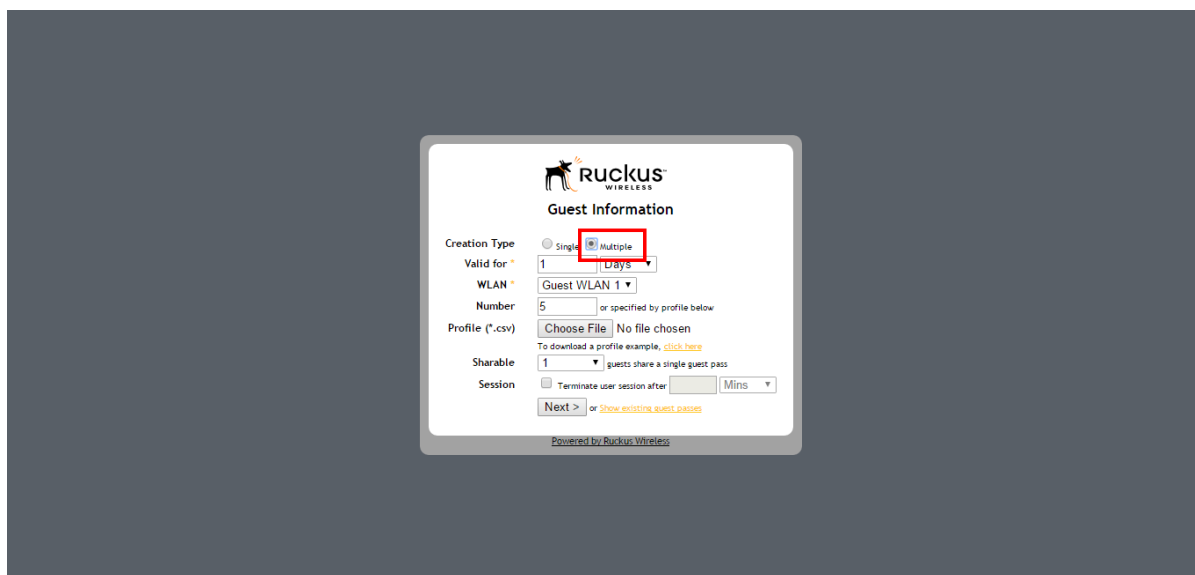 Ruckus™
WIRELESS
Guest Information
Creation Type Single Multiple
Valid for * 1 Days
WLAN * Guest WLAN 1
Number 5 or specified by profile below
Profile (*.csv) Choose File No file chosen
To download a profile example, click here
Sharable 1 guests share a single guest pass
Session Terminate user session after Mins
Next > or Show existing guest passes
Powered by Ruckus Wireless